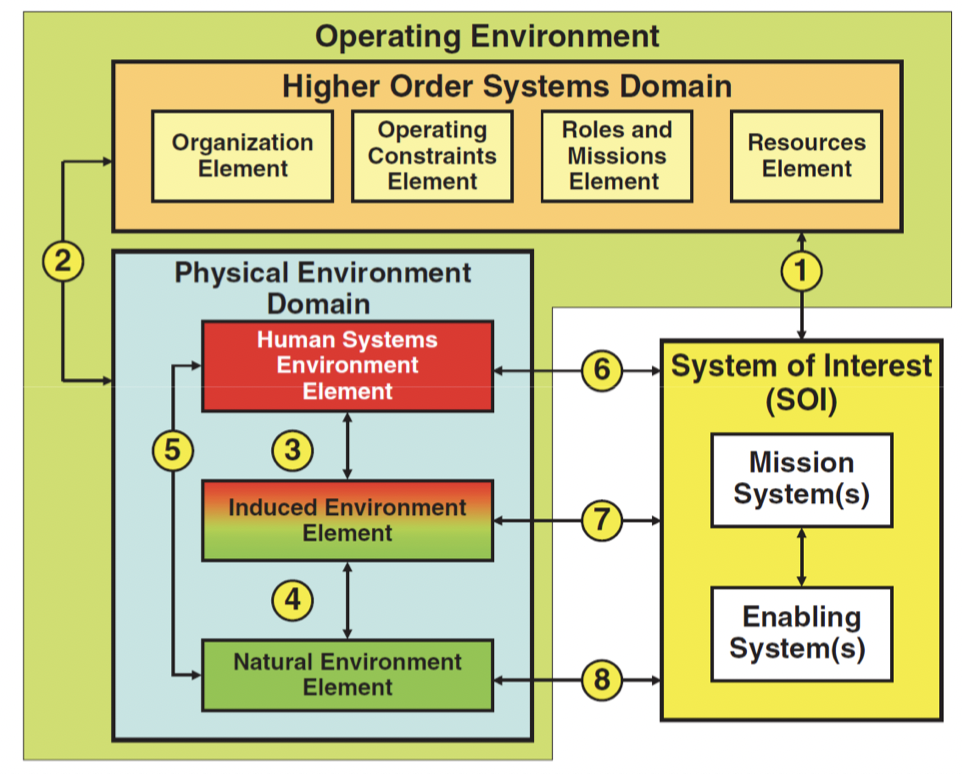 Operating Environment
Higher Order Systems Domain
Organization
Element
Operating
Constraints
Element
Roles and
Missions
Element
Resources
Element
2
1
Physical Environment
Domain
Human Systems
Environment
Element
6
System of Interest
(SOI)
5
3
Mission
System(s)
Induced Environment
Element
7
4
Enabling
System(s)
Natural Environment
Element
8